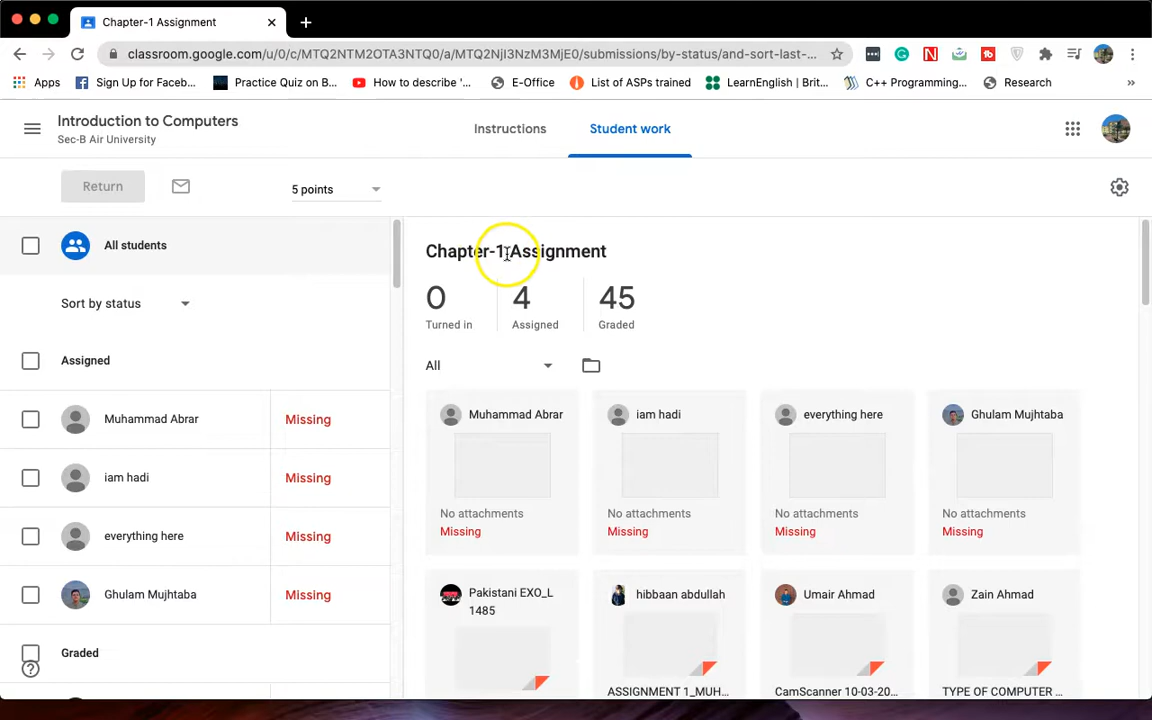 Chapter-1 Assignment
classroom.google.com/u/0/c/MTQ2NTM2OTA3NTQ0/a/MTQ2NjI3NzM3MjE0/submissions/by-status/and-sort-last-...
Apps
Sign Up for Faceb...
Practice Quiz on B...
How to describe '...
E-Office
List of ASPs trained
LearnEnglish | Brit...
C++ Programming...
Research
»
Introduction to Computers
Sec-B Air University
Instructions
Student work
Return
5 points
All students
Sort by status
Assigned
Muhammad Abrar
Missing
iam hadi
Missing
everything here
Missing
Ghulam Mujhtaba
Missing
Graded
Chapter-1 Assignment
0
Turned in
4
Assigned
45
Graded
All
Muhammad Abrar
No attachments
Missing
iam hadi
No attachments
Missing
everything here
No attachments
Missing
Ghulam Mujhtaba
No attachments
Missing
Pakistani EXO_L
1485
hibbaan abdullah
ASSIGNMENT 1_MUH...
Umair Ahmad
CamScanner 10-03-20...
Zain Ahmad
TYPE OF COMPUTER ...